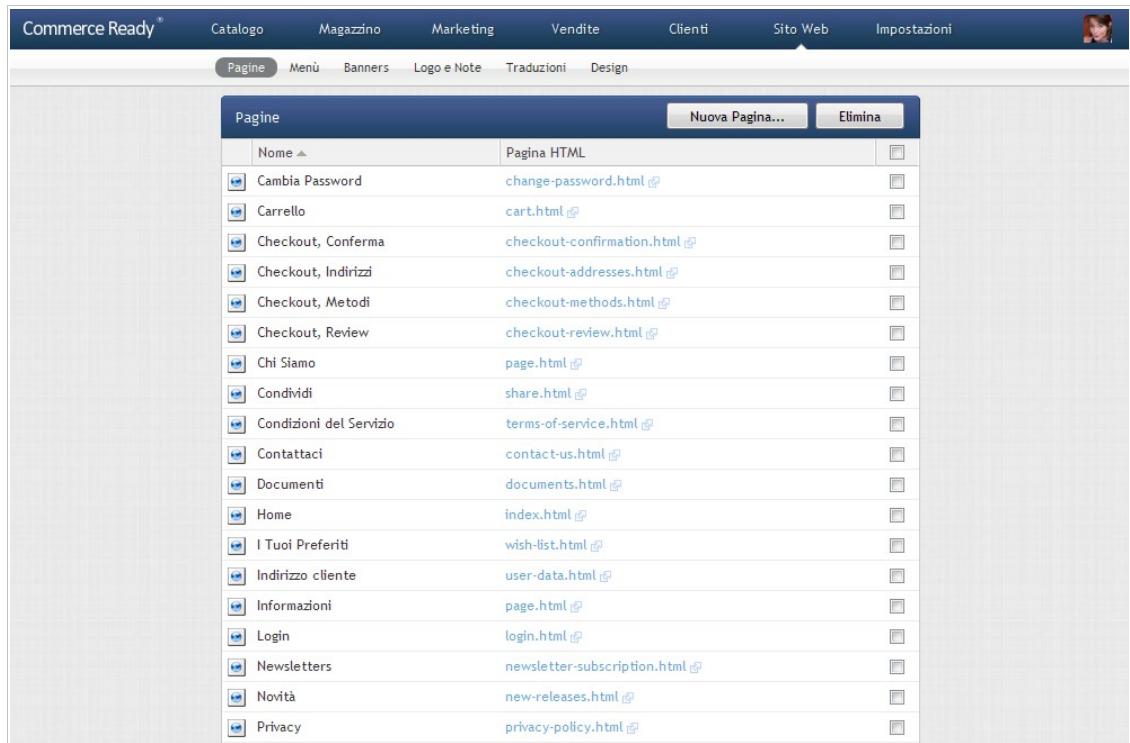 Commerce Ready® Catalogo Magazzino Marketing Vendite Clienti Sito Web Impostazioni
Pagine Menù Banners Logo e Note Traduzioni Design
Pagine Nuova Pagina... Elimina
Nome Pagina HTML
Cambia Password change-password.html
Carrello cart.html
Checkout, Conferma checkout-confirmation.html
Checkout, Indirizzi checkout-addresses.html
Checkout, Metodi checkout-methods.html
Checkout, Review checkout-review.html
Chi Siamo page.html
Condividi share.html
Condizioni del Servizio terms-of-service.html
Contattaci contact-us.html
Documenti documents.html
Home index.html
I Tuoi Preferiti wish-list.html
Indirizzo cliente user-data.html
Informazioni page.html
Login login.html
Newsletters newsletter-subscription.html
Novità new-releases.html
Privacy privacy-policy.html